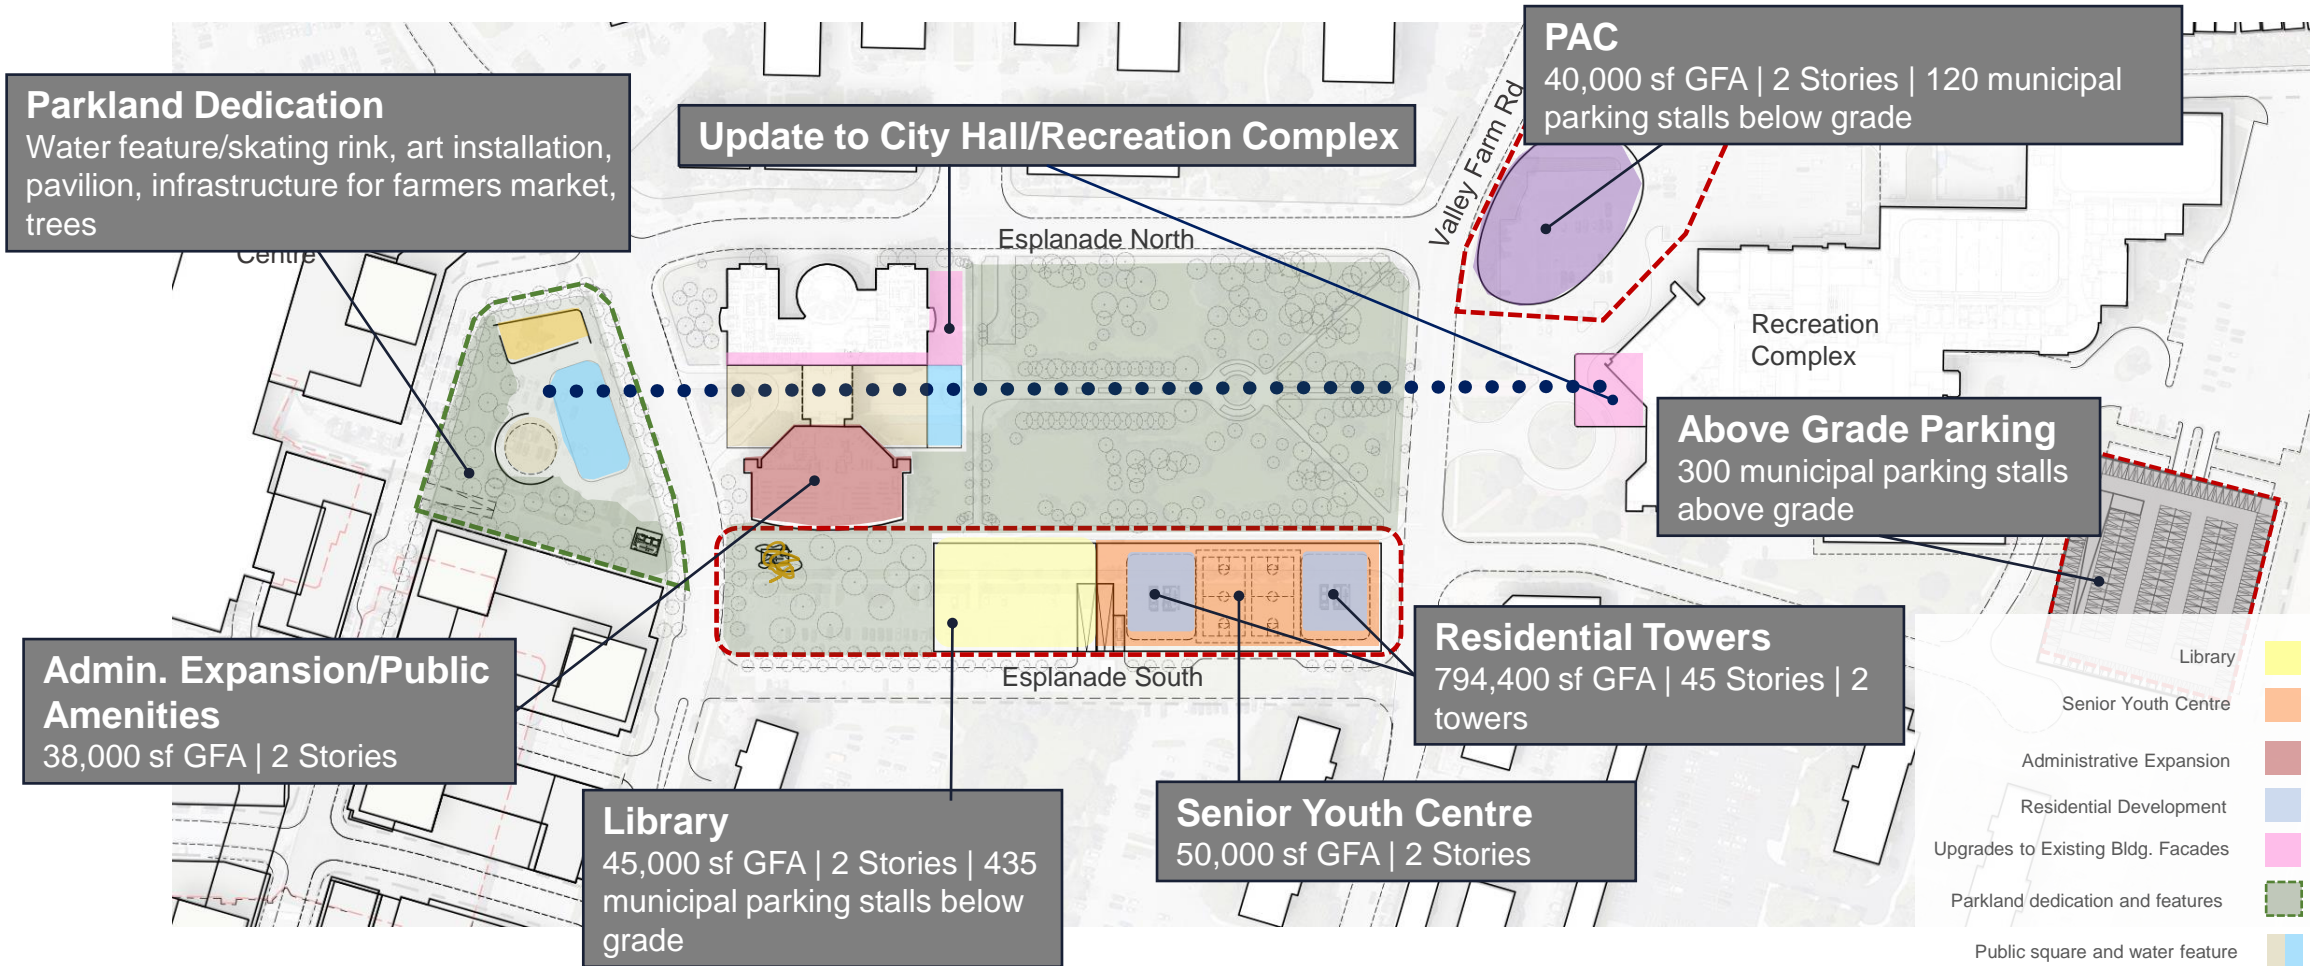 PAC
40,000 sf GFA | 2 Stories | 120 municipal
parking stalls below grade
Parkland Dedication
Water feature/skating rink, art installation,
pavilion, infrastructure for farmers market,
trees
Update to City Hall/Recreation Complex
Valley Farm Rd
Centre
Esplanade North
Recreation
Complex
Above Grade Parking
300 municipal parking stalls
above grade
Residential Towers
794,400 sf GFA | 45 Stories | 2
towers
Admin. Expansion/Public
Amenities
38,000 sf GFA | 2 Stories
Esplanade South
Library
45,000 sf GFA | 2 Stories | 435
municipal parking stalls below
grade
Senior Youth Centre
50,000 sf GFA | 2 Stories
Library
Senior Youth Centre
Administrative Expansion
Residential Development
Upgrades to Existing Bldg. Facades
Parkland dedication and features
Public square and water feature